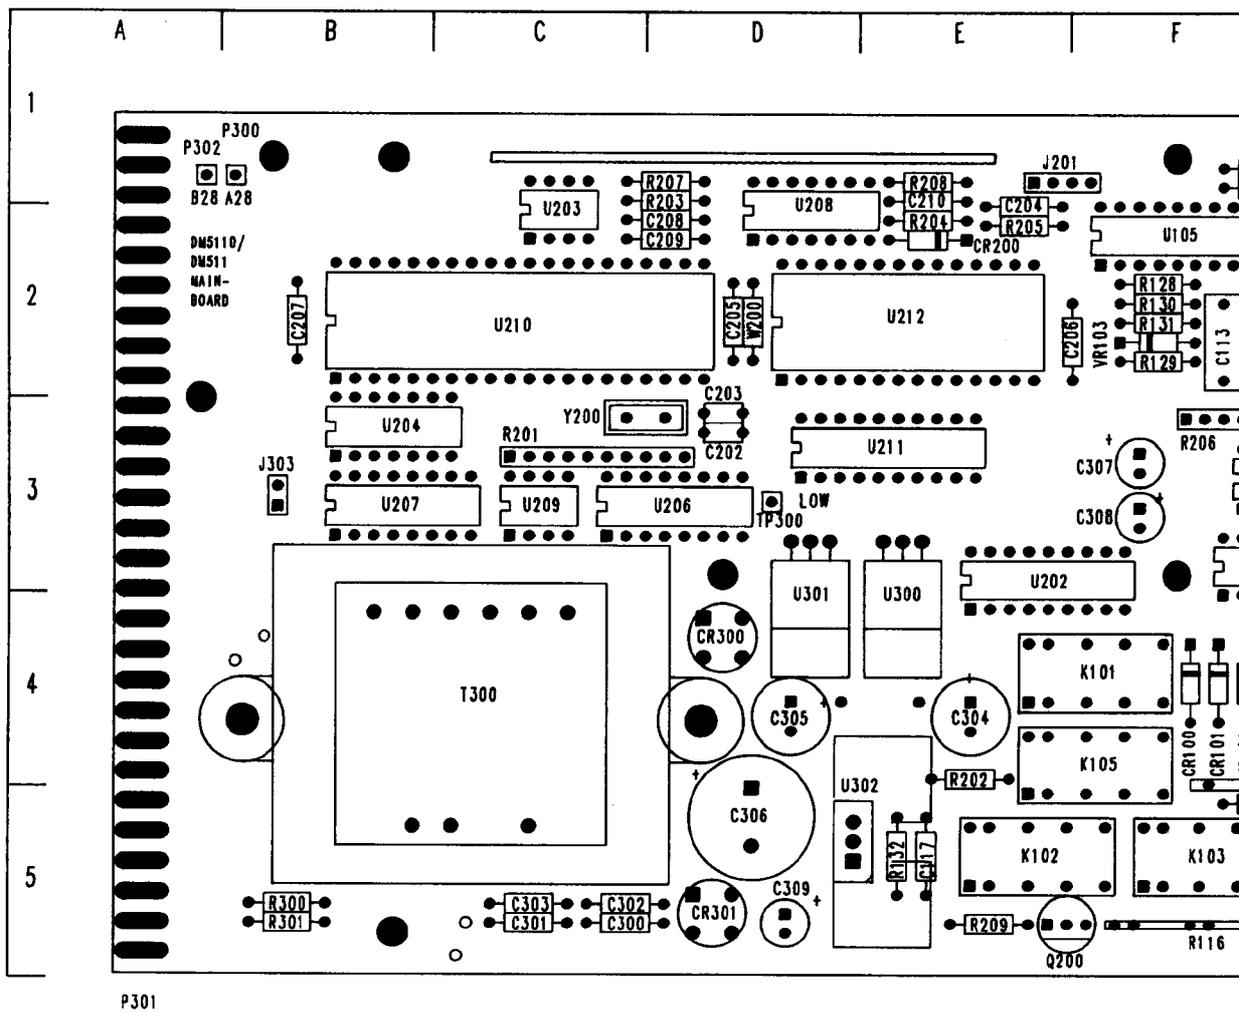 A B C D E F
1
P300
P302
J201
B28 A28
R207 R208
U203 R203 U208 C210 C204
C208 R204 R205 U105
C209 CR200
DM5110/
DM511
MAIN-
BOARD
2
C207 U210 C205 W200 U212 C206 VR103
R128
R130
R131
R129
C113
C203
Y200
U204 R201 C202 U211 R206
J303 C307
3
U207 U209 U206 LOW
TP300 C308
U301 U300 U202
CR300
4
T300 K101
C305 C304
K105 CR100 CR101
U302 R202
C306
R132 C117 K102 K103
5
R300 C303 C302 CR301 C309
R301 C301 C300 R209 R116
Q200
P301